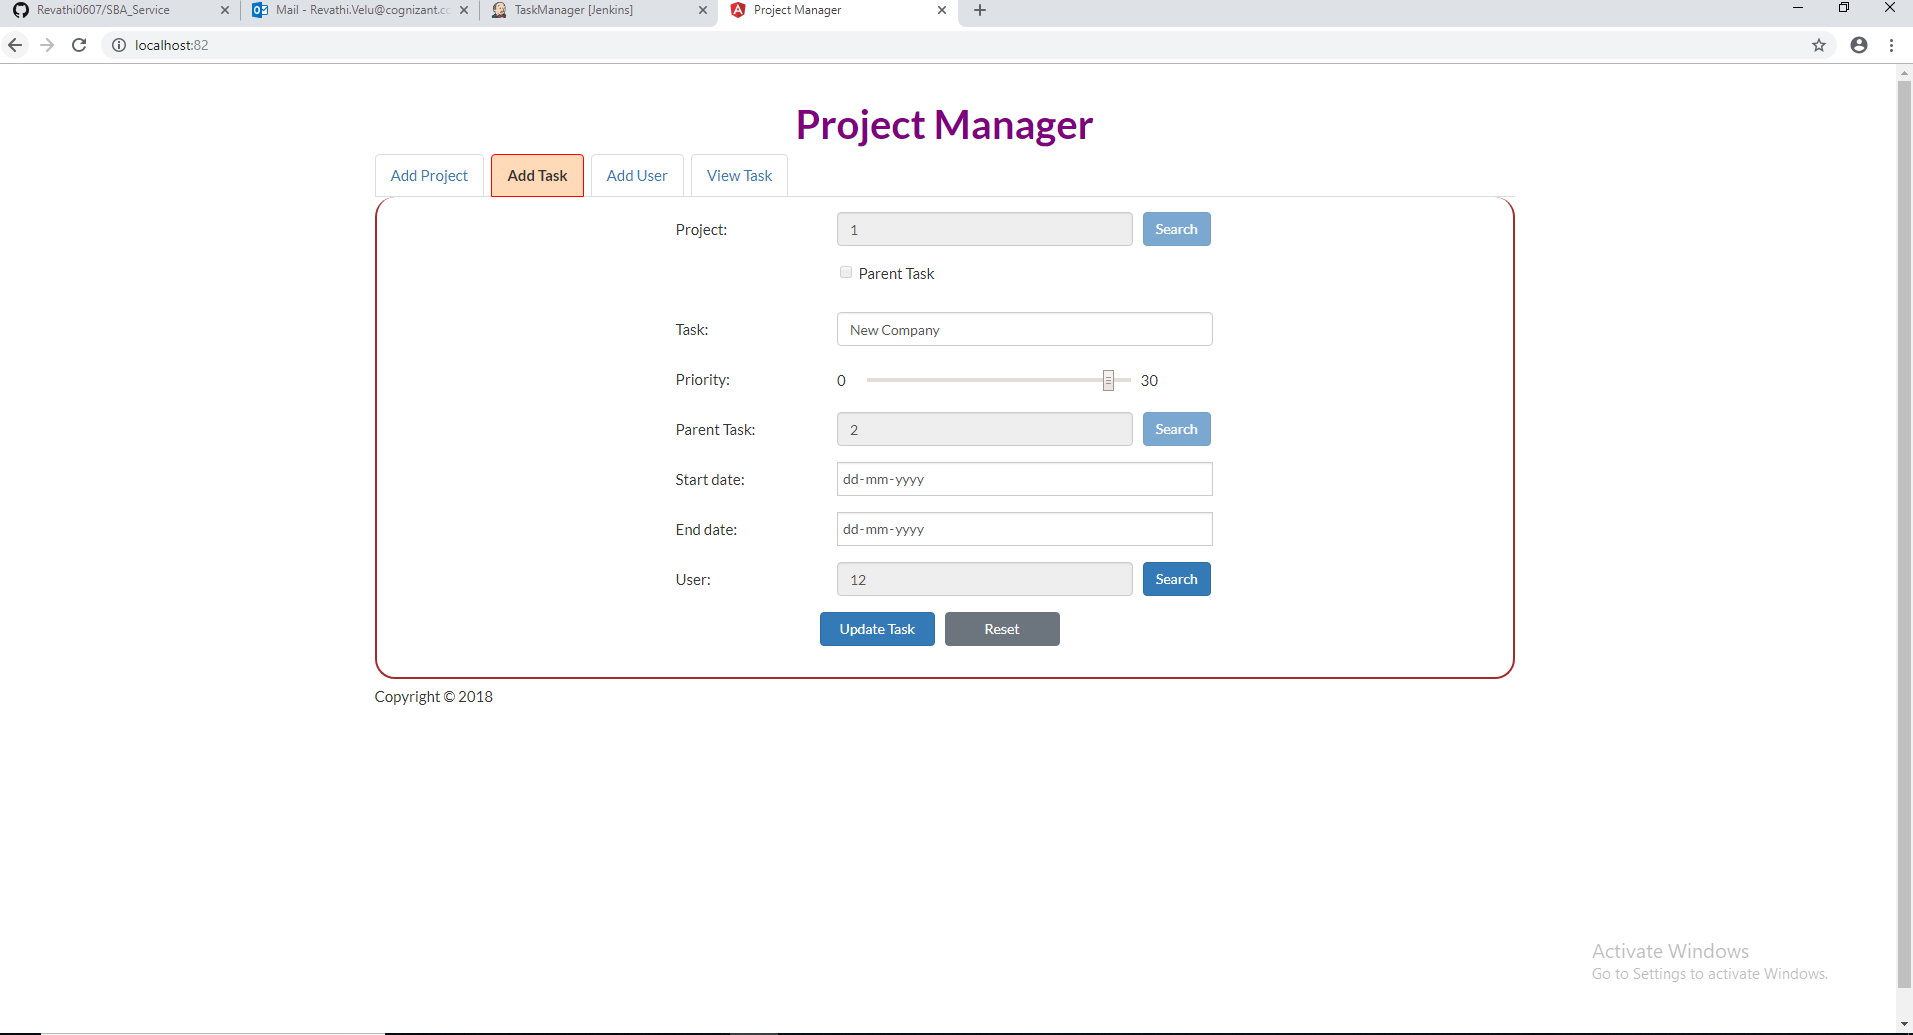 Revathi0607/SBA_Service
Mail - Revathi.Velu@cognizant.co
TaskManager [Jenkins]
Project Manager
localhost:82
Project Manager
Add Project
Add Task
Add User
View Task
Project: 1 Search
Parent Task
Task: New Company
Priority: 0 30
Parent Task: 2 Search
Start date: dd-mm-yyyy
End date: dd-mm-yyyy
User: 12 Search
Update Task Reset
Copyright © 2018
Activate Windows
Go to Settings to activate Windows.